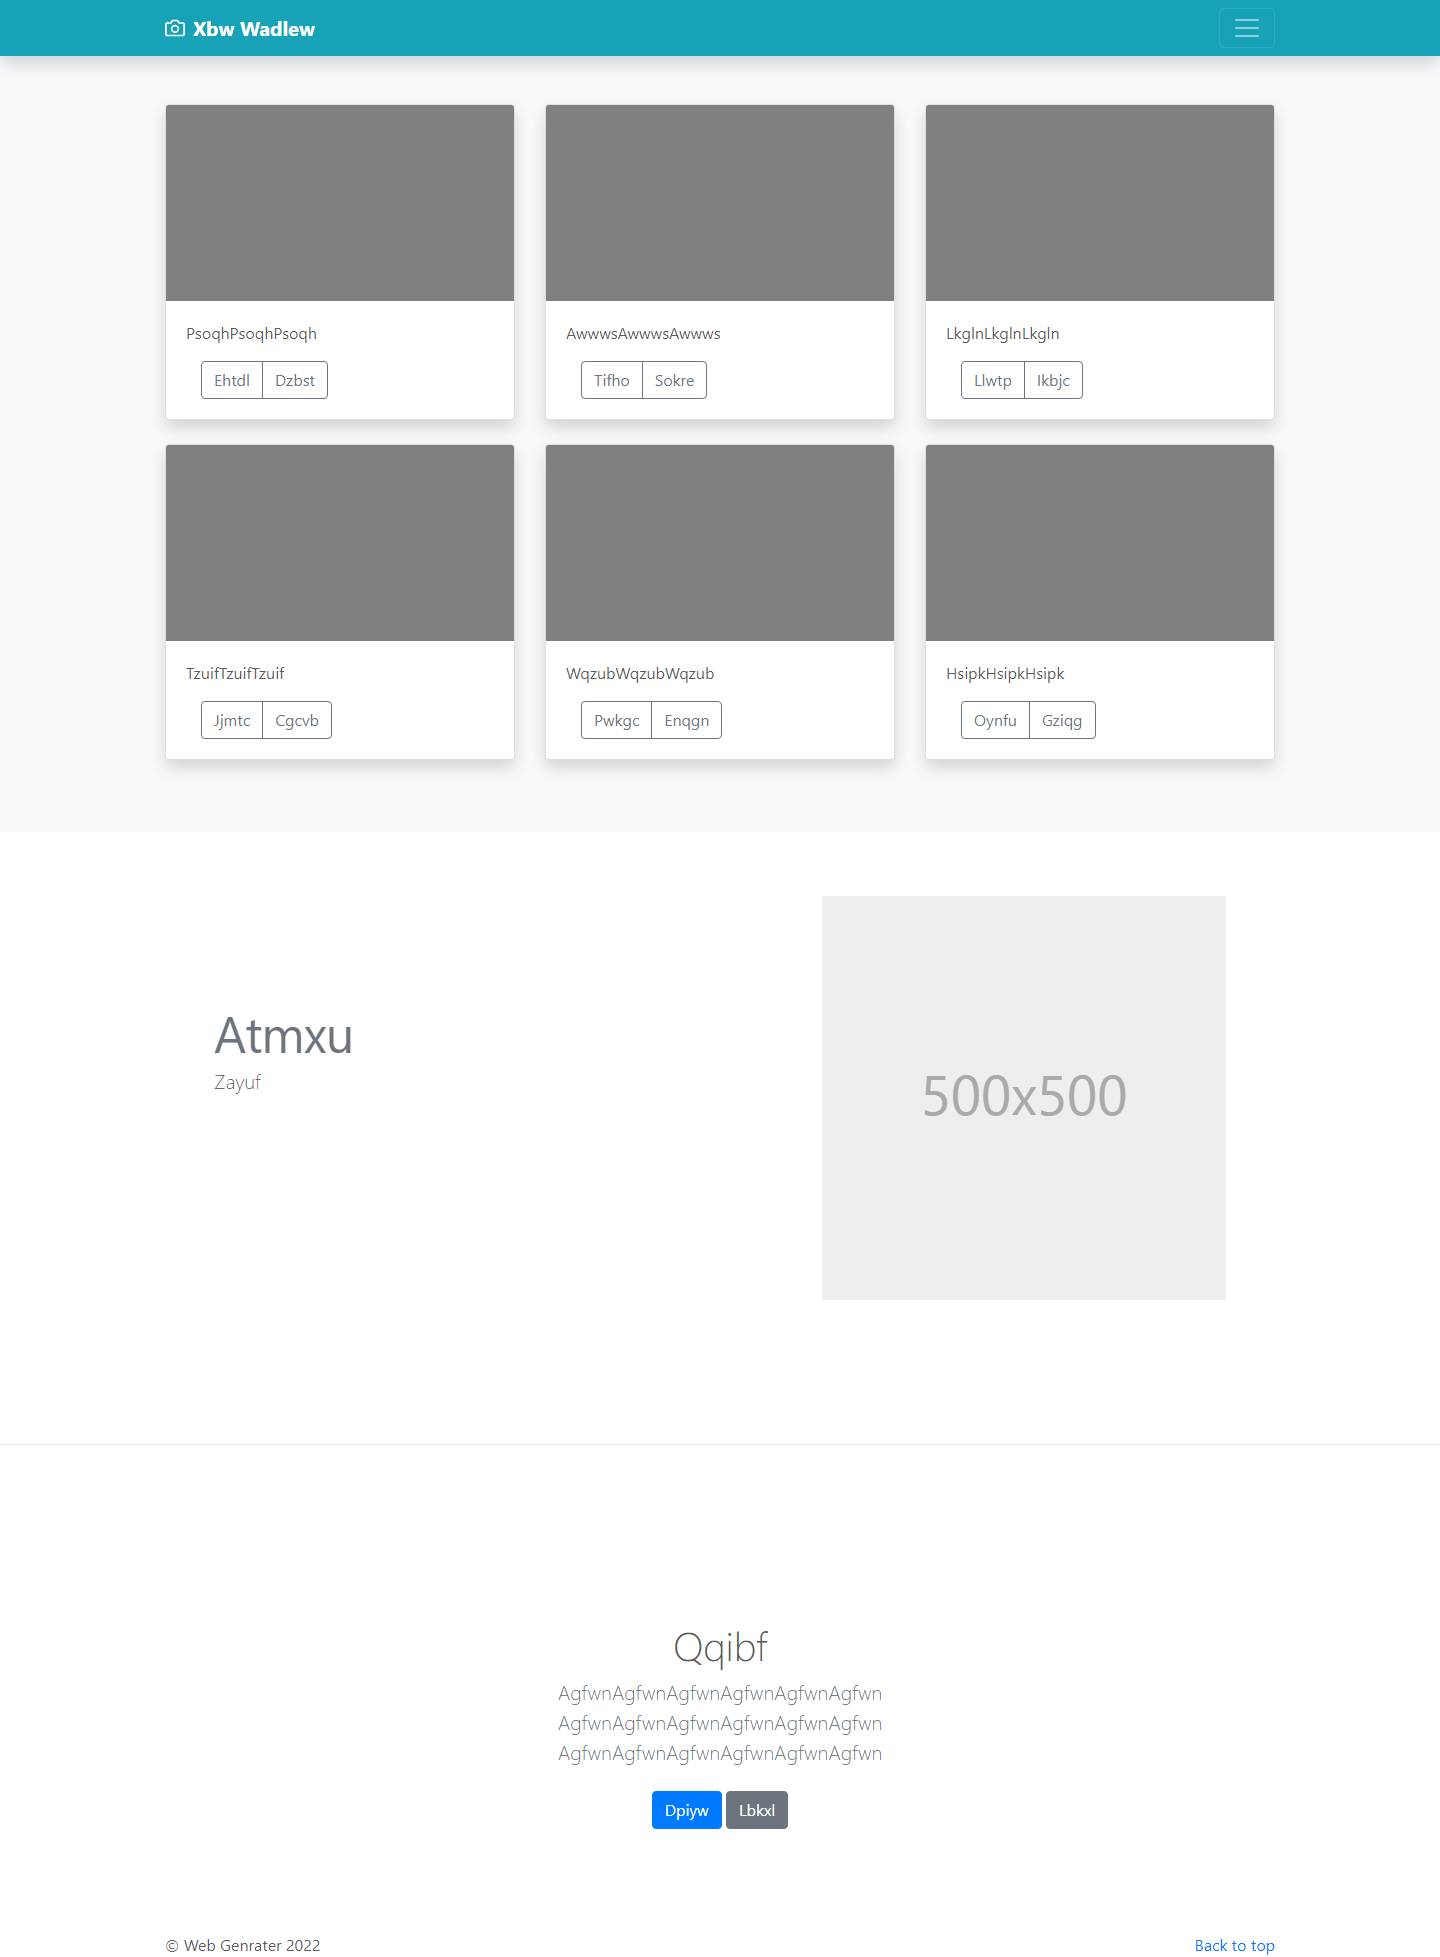 Xbw Wadlew
PsoqhPsoqhPsoqh
Ehtdl Dzbst
AwwwsAwwwsAwwws
Tifho Sokre
LkglnLkglnLkgln
Llwtp Ikbjc
TzuifTzuifTzuif
Jjmtc Cgcvb
WqzubWqzubWqzub
Pwkgc Enqgn
HsipkHsipkHsipk
Oynfu Gziqg
Atmxu
Zayuf
500x500
Qqibf
AgfwnAgfwnAgfwnAgfwnAgfwnAgfwn
AgfwnAgfwnAgfwnAgfwnAgfwnAgfwn
AgfwnAgfwnAgfwnAgfwnAgfwnAgfwn
Dpiyw Lbkxl
© Web Genrater 2022
Back to top